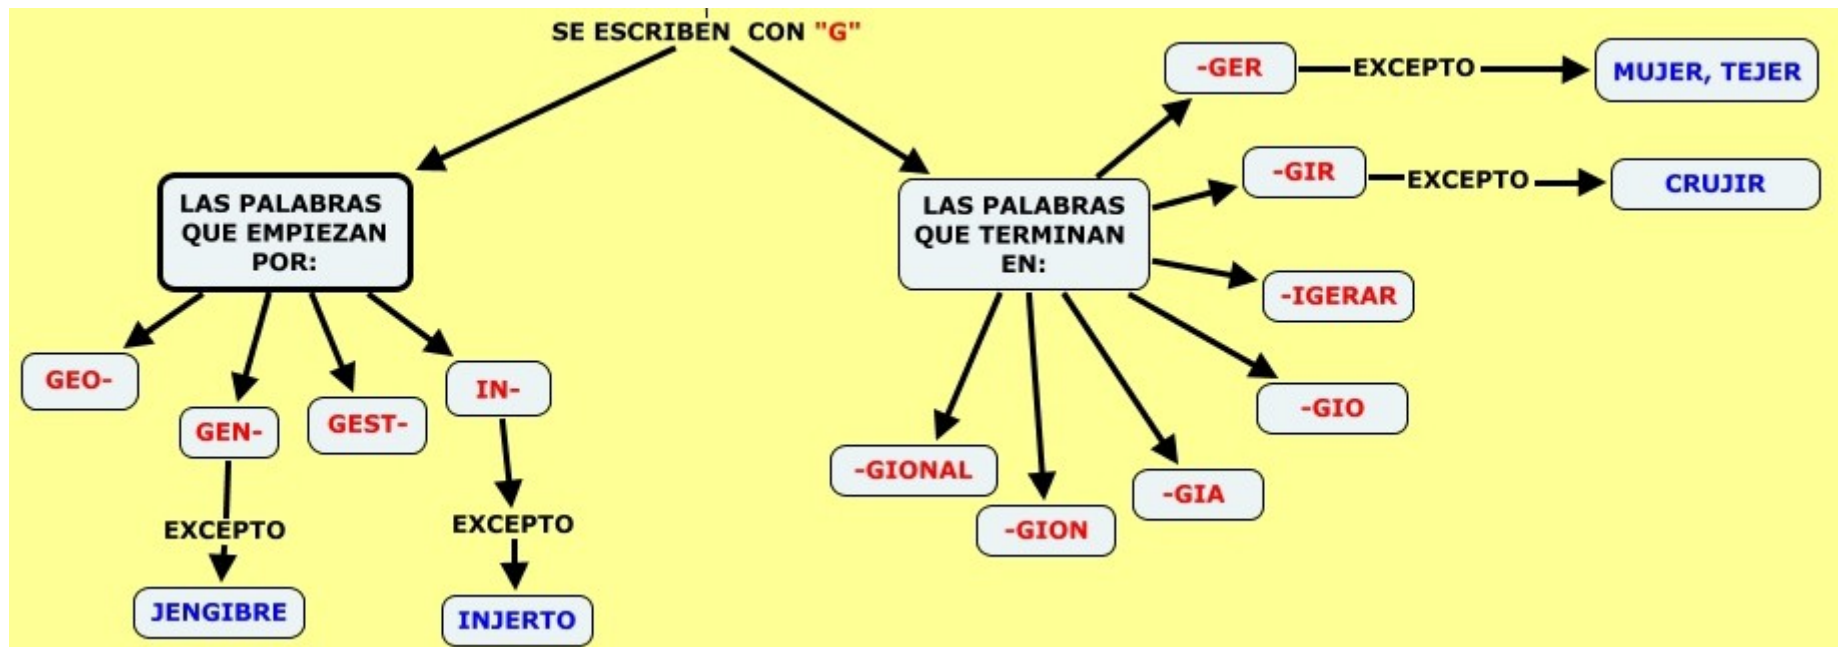 SE ESCRIBEN CON "G"
LAS PALABRAS
QUE EMPIEZAN
POR:
GEO-
GEN-
EXCEPTO
JENGIBRE
GEST-
IN-
EXCEPTO
INJERTO
LAS PALABRAS
QUE TERMINAN
EN:
-GER
EXCEPTO
MUJER, TEJER
-GIR
EXCEPTO
CRUJIR
-IGERAR
-GIO
-GIA
-GION
-GIONAL